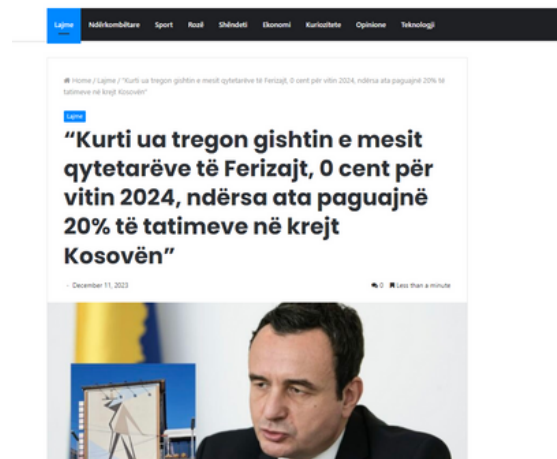 Lajme Ndërkombëtare Sport Rozë Shëndeti Ekonomi Kuriozitete Opinione Teknologji
Home / Lajme / “Kurti ua tregon gishtin e mesit qytetarëve të Ferizajt, 0 cent për vitin 2024, ndërsa ata paguajnë 20% të
tatimeve në krejt Kosovën”
Lajme
“Kurti ua tregon gishtin e mesit
qytetarëve të Ferizajt, 0 cent për
vitin 2024, ndërsa ata paguajnë
20% të tatimeve në krejt
Kosovën”
- December 11, 2023 0 Less than a minute